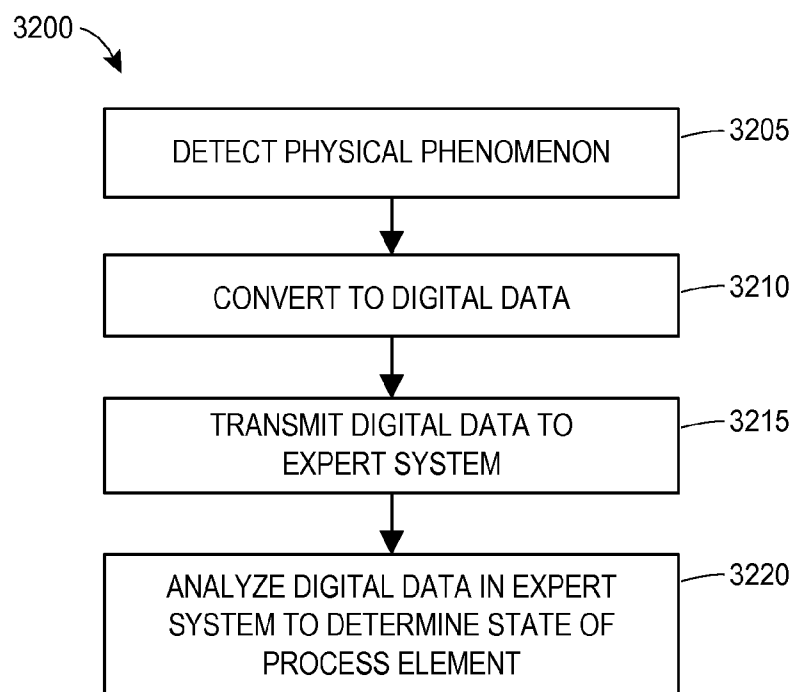 3200
DETECT PHYSICAL PHENOMENON
3205
CONVERT TO DIGITAL DATA
3210
TRANSMIT DIGITAL DATA TO
EXPERT SYSTEM
3215
ANALYZE DIGITAL DATA IN EXPERT
SYSTEM TO DETERMINE STATE OF
PROCESS ELEMENT
3220